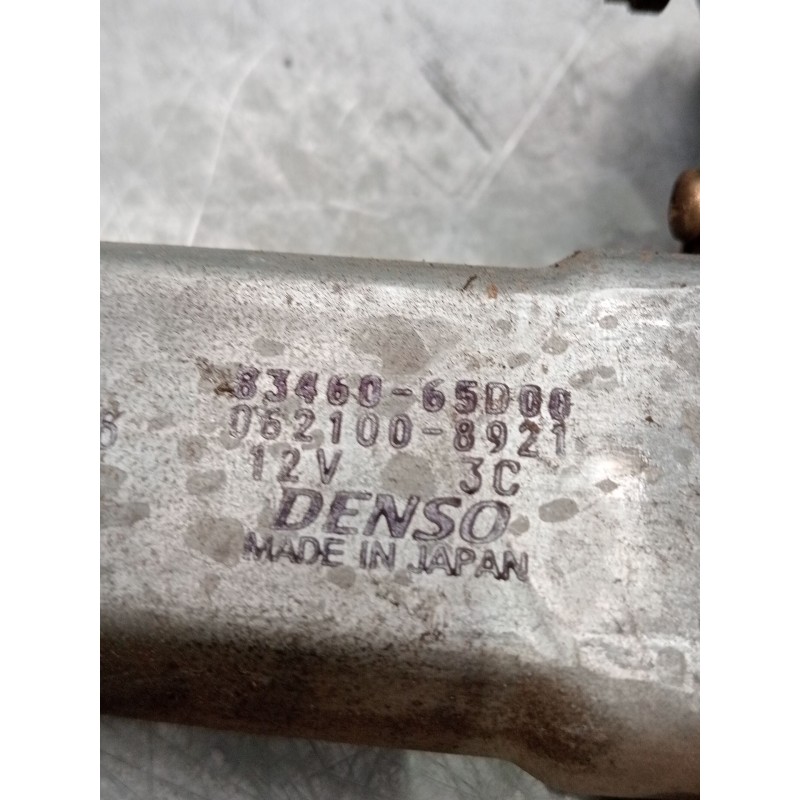 83460-65D00
062100-8921
12V 3C
DENSO
MADE IN JAPAN